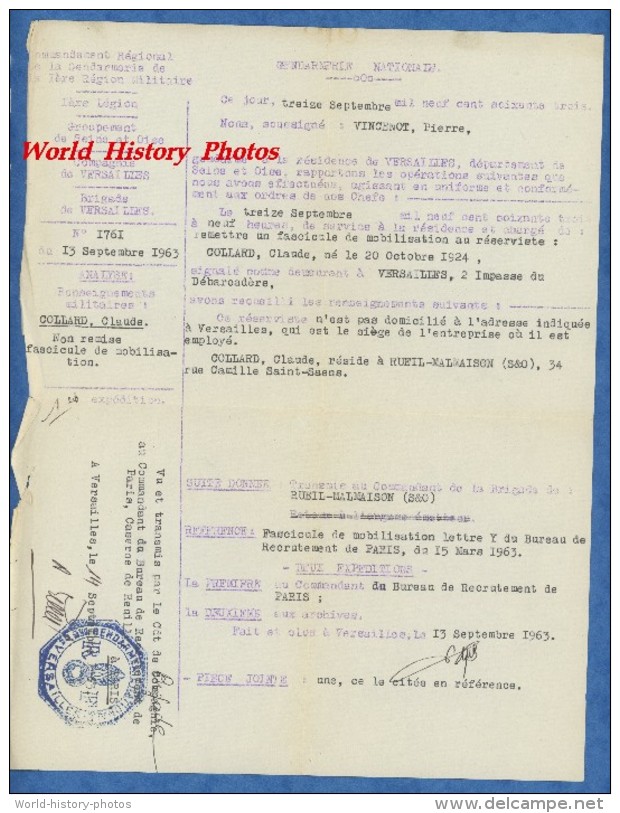 Commandement Régional
de la Gendarmerie de
la 1ère Région Militaire
1ère Légion
Groupement
de Seine et Oise
Compagnie
de VERSAILLES
Brigade
de VERSAILLES.
N° 1761
du 13 Septembre 1963
ANALYSE:
Renseignements
militaires :
COLLARD, Claude.
Non remise
fascicule de mobilisa-
tion.
expédition.
GENDARMERIE NATIONALE.
---oOo---
Ce jour, treize Septembre mil neuf cent soixante trois.
Nous, soussigné : VINCENOT, Pierre,
World History Photos
gendarme à la résidence de VERSAILLES, département de
Seine et Oise, rapportons les opérations suivantes que
nous avons effectuées, agissant en uniforme et conformé-
ment aux ordres de nos Chefs :
Le treize Septembre mil neuf cent soixante trois
à neuf heures, de service à la résidence et chargé de :
remettre un fascicule de mobilisation au réserviste :
COLLARD, Claude, né le 20 Octobre 1924 ,
signalé comme demeurant à VERSAILLES, 2 Impasse du
Débarcadère,
avons recueilli les renseignements suivants :
Ce réserviste n'est pas domicilié à l'adresse indiquée
à Versailles, qui est le siège de l'entreprise où il est
employé.
COLLARD, Claude, réside à RUEIL-MALMAISON (S&O), 34
rue Camille Saint-Saens.
SUITE DONNEE : Transmis au Commandant de la Brigade de :
RUEIL-MALMAISON (S&O)
REFERENCE: Fascicule de mobilisation lettre Y du Bureau de
Recrutement de PARIS, du 15 Mars 1963.
- DEUX EXPEDITIONS -
La PREMIERE au Commandant du Bureau de Recrutement de
PARIS ;
la DEUXIEME aux archives.
Fait et clos à Versailles, le 13 Septembre 1963.
- PIECE JOINTE : une, ce le citée en référence.
Vu et transmis par le Cdt de Compagnie,
au Commandant du Bureau de
Paris, Caserne de Reuilly
à PARIS
A Versailles, le 14 Septembre
World-history-photos
delcampe.net